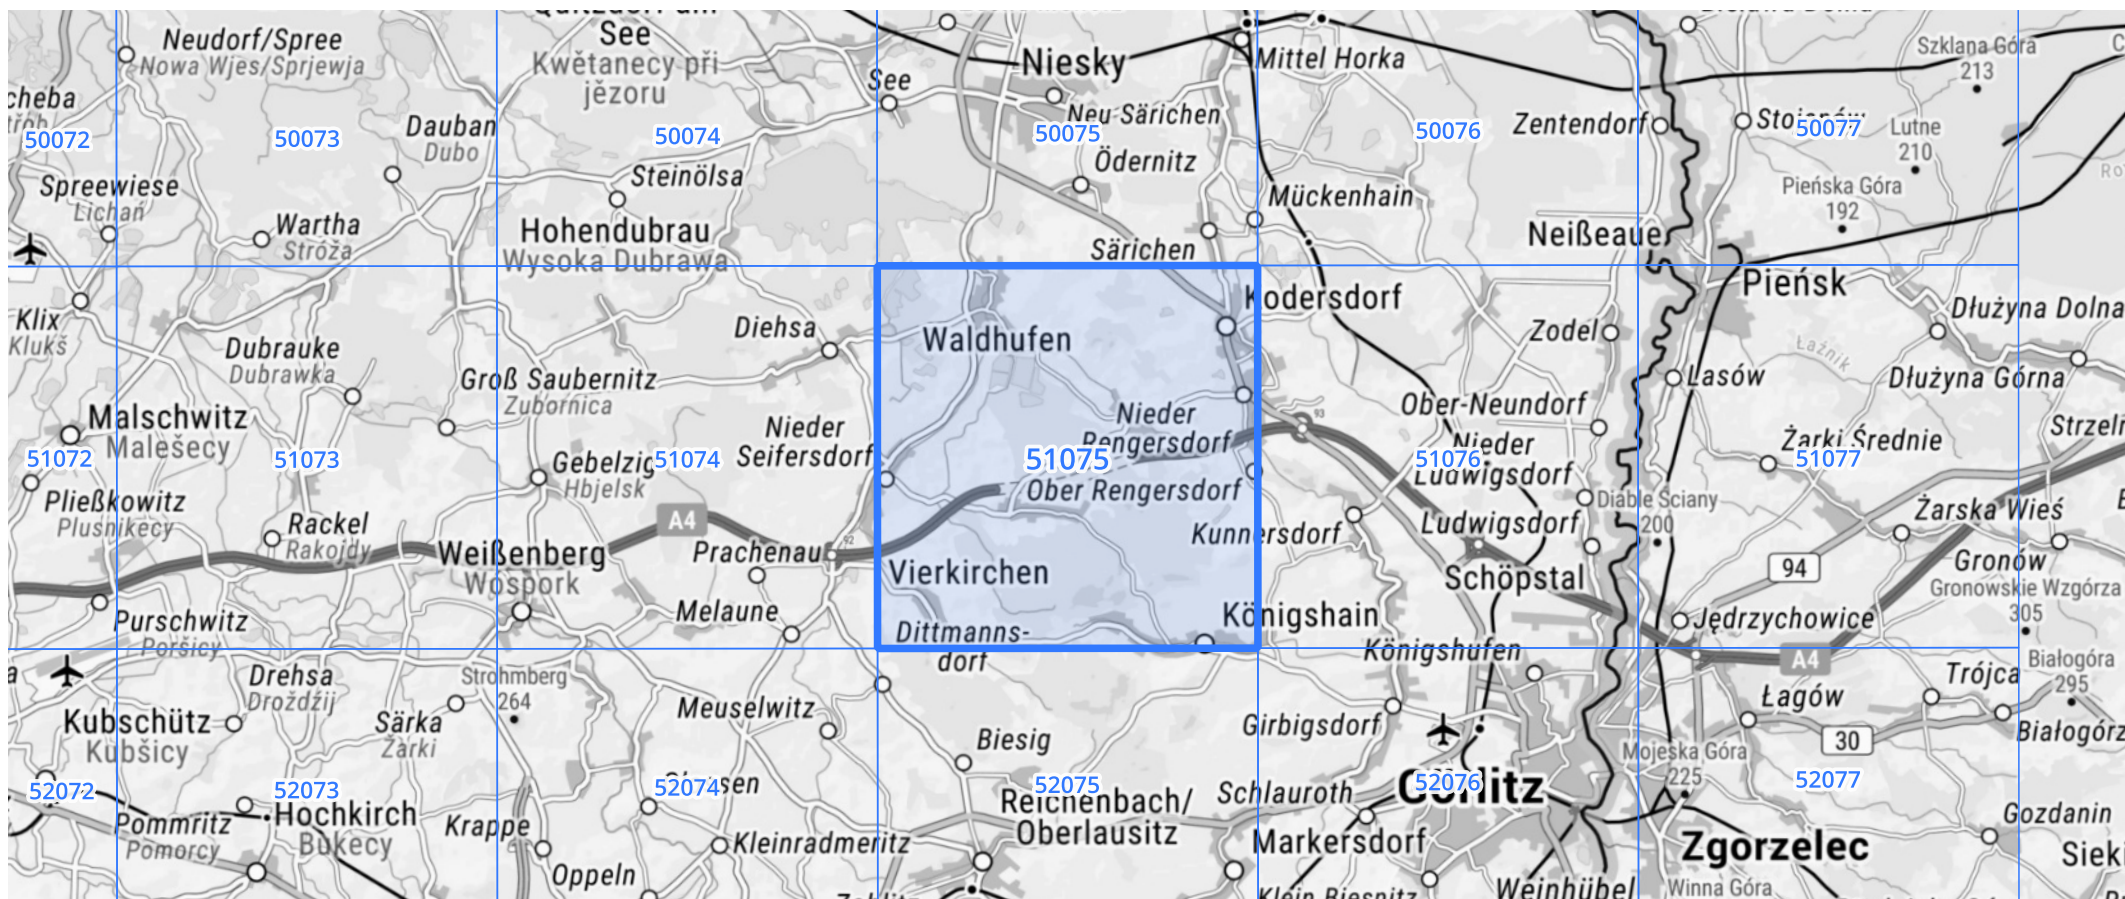 See
Kwětanecy při
jězoru
Neudorf/Spree
Nowa Wjes/Sprjewja
Niesky
See
Mittel Horka
Szklana Góra
213
cheba
50072
50073
Dauban
Dubo
50074
Neu Särichen
50075
Ödernitz
50076
Zentendorf
Stojanów
50077
Lutne
210
Spreewiese
Lichań
Wartha
Stróža
Steinölsa
Hohendubrau
Wysoka Dubrawa
Mückenhain
Särichen
Neißeaue
Pieńska Góra
192
Klix
Klukš
Diehsa
Waldhufen
Kodersdorf
Zodel
Pieńsk
Łaźnik
Dłużyna Dolna
Dubrauke
Dubrawka
Groß Saubernitz
Zubornica
Lasów
Dłużyna Górna
Malschwitz
Malešecy
51072
51073
Gebelzig
Hbjelsk
51074
Nieder
Seifersdorf
Nieder
Rengersdorf
51075
Ober Rengersdorf
93
Ober-Neundorf
Nieder
Ludwigsdorf
51076
Żarki Średnie
51077
Pließkowitz
Plusnikecy
Rackel
Rakojdy
A4
Kunnersdorf
Ludwigsdorf
Diable Ściany
200
Żarska Wieś
Weißenberg
Wóspork
Prachenau
92
Vierkirchen
Schöpstal
94
Gronów
Gronowskie Wzgórza
305
Purschwitz
Poršicy
Melaune
Dittmanns-
dorf
Königshain
Königshufen
Jędrzychowice
A4
Drehsa
Droždźij
Strohmberg
264
Trójca
Białogóra
295
Kubschütz
Kubšicy
Särka
Žarki
Meuselwitz
Girbigsdorf
Łagów
30
Biesig
Mojeska Góra
225
52072
52073
52074
52075
52076
52077
Hochkirch
Bukecy
Pommritz
Pomorcy
Krappe
Oppeln
Kleinradmeritz
Reichenbach/
Oberlausitz
Schlauroth
Markersdorf
Görlitz
Zgorzelec
Gozdanin
Weinhübel
Winna Góra